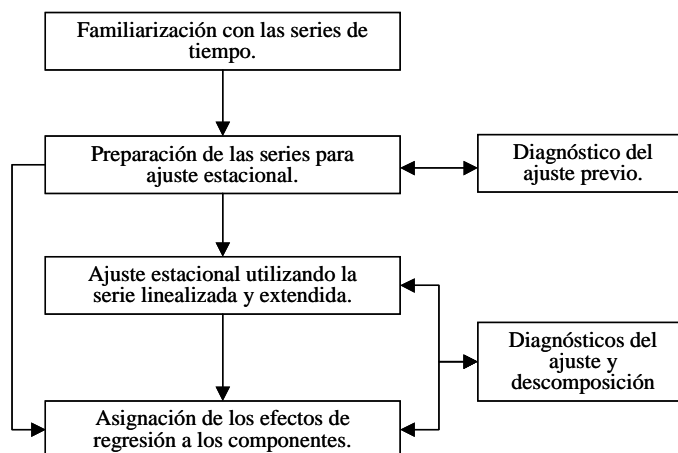 Familiarización con las series de
tiempo.
Preparación de las series para
ajuste estacional.
Diagnóstico del
ajuste previo.
Ajuste estacional utilizando la
serie linealizada y extendida.
Diagnósticos del
ajuste y
descomposición
Asignación de los efectos de
regresión a los componentes.